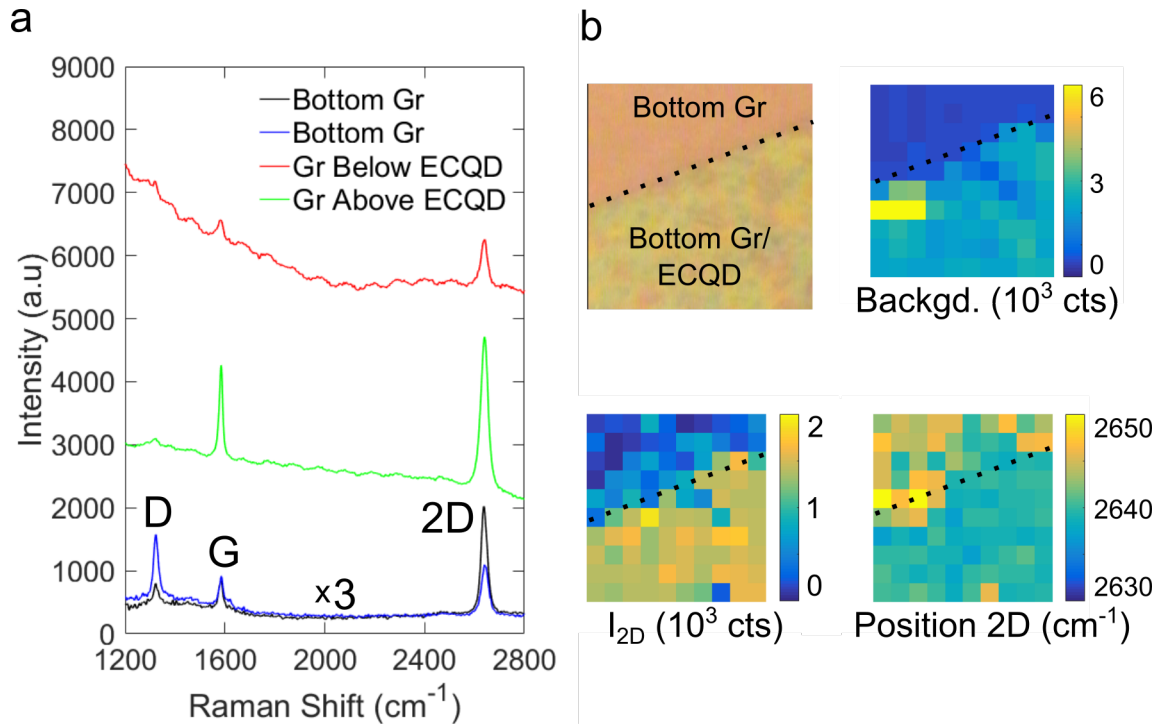 a
Intensity (a.u)
9000
8000
7000
6000
5000
4000
3000
2000
1000
0
Bottom Gr
Bottom Gr
Gr Below ECQD
Gr Above ECQD
D
G
×3
2D
1200
1600
2000
2400
2800
Raman Shift (cm⁻¹)
b
Bottom Gr
Bottom Gr/
ECQD
6
3
0
Backgd. (10³ cts)
2
1
0
I₂D (10³ cts)
2650
2640
2630
Position 2D (cm⁻¹)